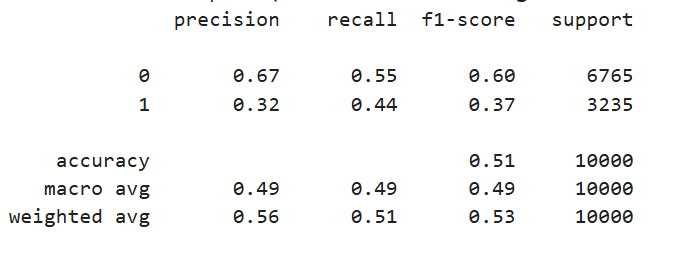 precision recall f1-score support
0 0.67 0.55 0.60 6765
1 0.32 0.44 0.37 3235
accuracy 0.51 10000
macro avg 0.49 0.49 0.49 10000
weighted avg 0.56 0.51 0.53 10000